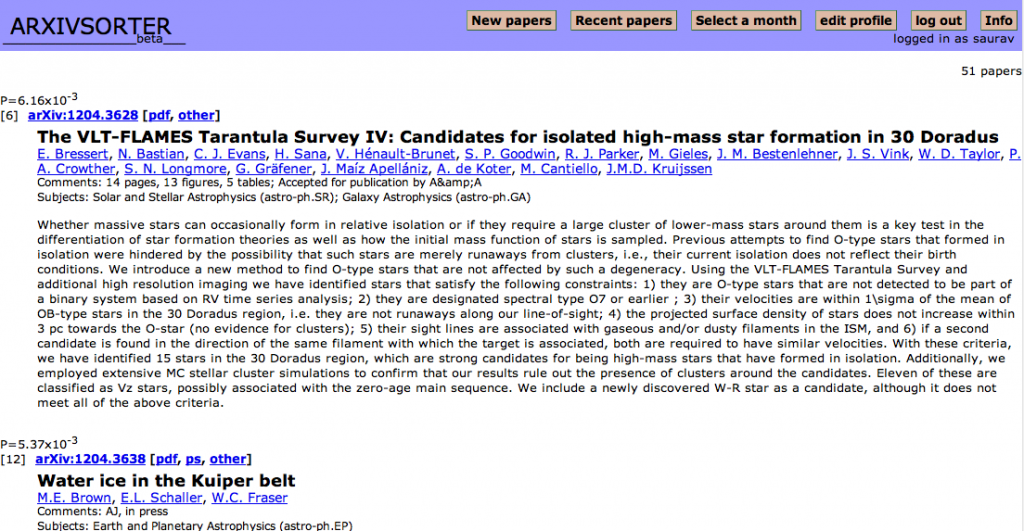 ARXIVSORTER
beta
New papers Recent papers Select a month edit profile log out Info
logged in as saurav
51 papers
P=6.16x10-3
[6] arXiv:1204.3628 [pdf, other]
The VLT-FLAMES Tarantula Survey IV: Candidates for isolated high-mass star formation in 30 Doradus
E. Bressert, N. Bastian, C. J. Evans, H. Sana, V. Hénault-Brunet, S. P. Goodwin, R. J. Parker, M. Gieles, J. M. Bestenlehner, J. S. Vink, W. D. Taylor, P.
A. Crowther, S. N. Longmore, G. Gräfener, J. Maíz Apellániz, A. de Koter, M. Cantiello, J.M.D. Kruijssen
Comments: 14 pages, 13 figures, 5 tables; Accepted for publication by A&amp;A
Subjects: Solar and Stellar Astrophysics (astro-ph.SR); Galaxy Astrophysics (astro-ph.GA)
Whether massive stars can occasionally form in relative isolation or if they require a large cluster of lower-mass stars around them is a key test in the
differentiation of star formation theories as well as how the initial mass function of stars is sampled. Previous attempts to find O-type stars that formed in
isolation were hindered by the possibility that such stars are merely runaways from clusters, i.e., their current isolation does not reflect their birth
conditions. We introduce a new method to find O-type stars that are not affected by such a degeneracy. Using the VLT-FLAMES Tarantula Survey and
additional high resolution imaging we have identified stars that satisfy the following constraints: 1) they are O-type stars that are not detected to be part of
a binary system based on RV time series analysis; 2) they are designated spectral type O7 or earlier ; 3) their velocities are within 1\sigma of the mean of
OB-type stars in the 30 Doradus region, i.e. they are not runaways along our line-of-sight; 4) the projected surface density of stars does not increase within
3 pc towards the O-star (no evidence for clusters); 5) their sight lines are associated with gaseous and/or dusty filaments in the ISM, and 6) if a second
candidate is found in the direction of the same filament with which the target is associated, both are required to have similar velocities. With these criteria,
we have identified 15 stars in the 30 Doradus region, which are strong candidates for being high-mass stars that have formed in isolation. Additionally, we
employed extensive MC stellar cluster simulations to confirm that our results rule out the presence of clusters around the candidates. Eleven of these are
classified as Vz stars, possibly associated with the zero-age main sequence. We include a newly discovered W-R star as a candidate, although it does not
meet all of the above criteria.
P=5.37x10-3
[12] arXiv:1204.3638 [pdf, ps, other]
Water ice in the Kuiper belt
M.E. Brown, E.L. Schaller, W.C. Fraser
Comments: AJ, in press
Subjects: Earth and Planetary Astrophysics (astro-ph.EP)